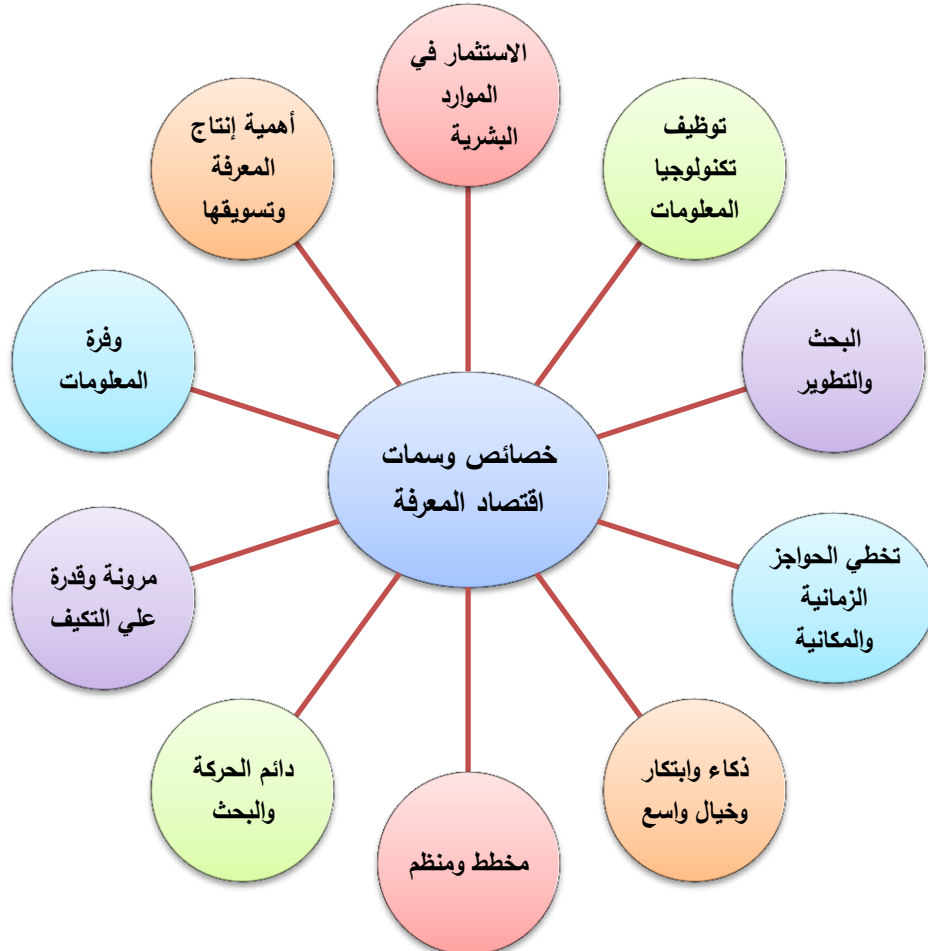 خصائص وسمات
اقتصاد المعرفة
الاستثمار في
الموارد
البشرية
توظيف
تكنولوجيا
المعلومات
البحث
والتطوير
تخطي الحواجز
الزمانية
والمكانية
ذكاء وابتكار
وخيال واسع
مخطط ومنظم
دائم الحركة
والبحث
مرونة وقدرة
علي التكيف
وفرة
المعلومات
أهمية إنتاج
المعرفة
وتسويقها